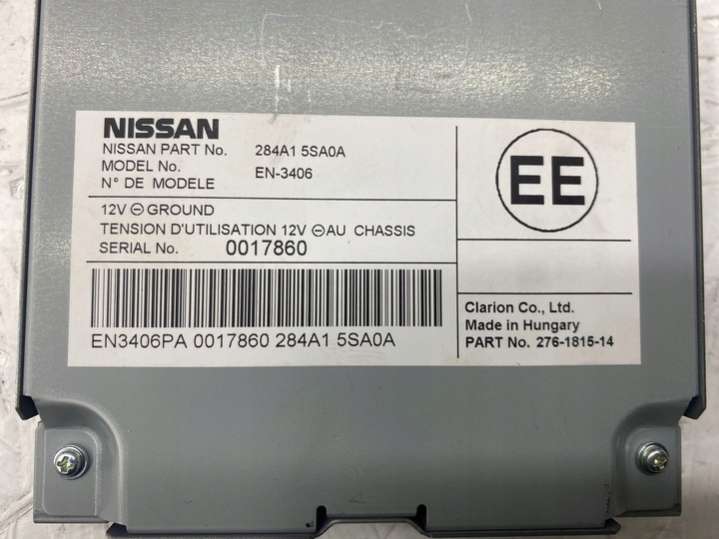 NISSAN
NISSAN PART No. 284A1 5SA0A
MODEL No. EN-3406
N° DE MODELE
12V ⊖ GROUND
TENSION D'UTILISATION 12V ⊖ AU CHASSIS
SERIAL No. 0017860
EN3406PA 0017860 284A1 5SA0A
EE
Clarion Co., Ltd.
Made in Hungary
PART No. 276-1815-14